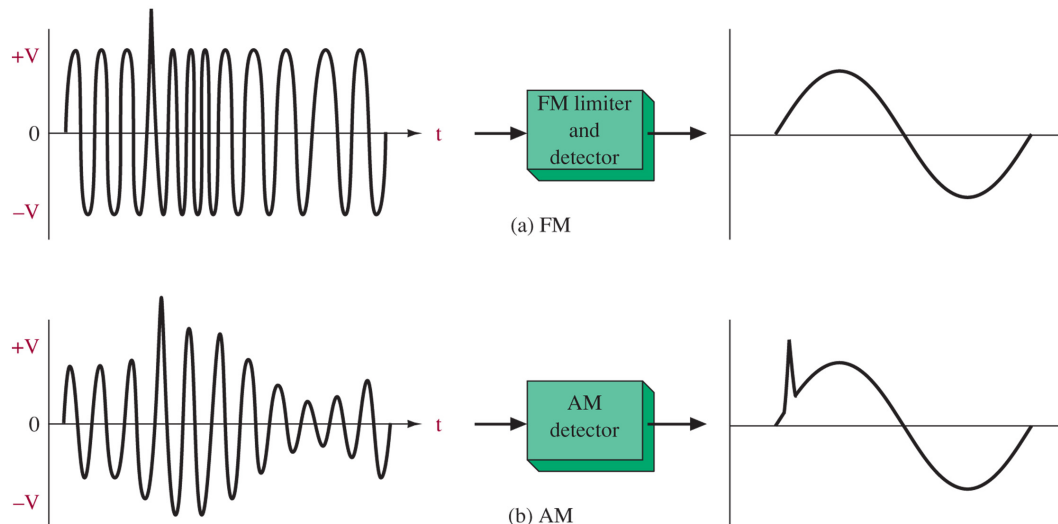 +V
0
–V
t
FM limiter
and
detector
(a) FM
+V
0
–V
t
AM
detector
(b) AM